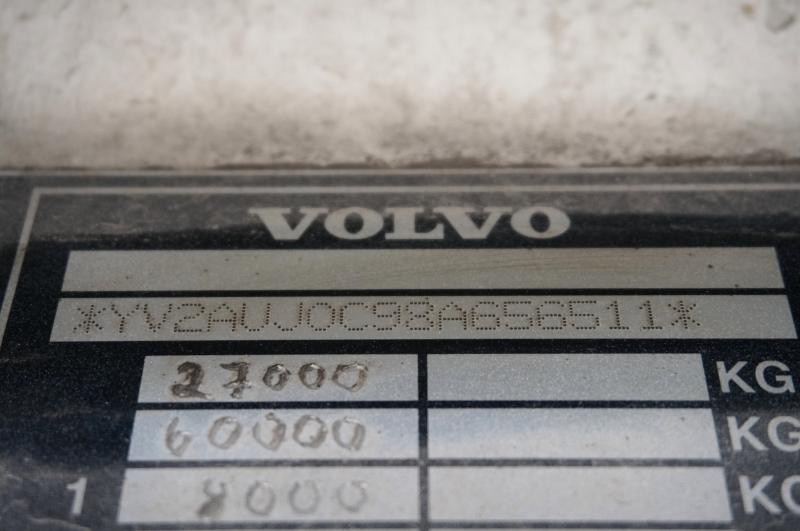 VOLVO
*YV2AUJ0C98A656511*
27000 KG
60000 KG
1 8000 KG